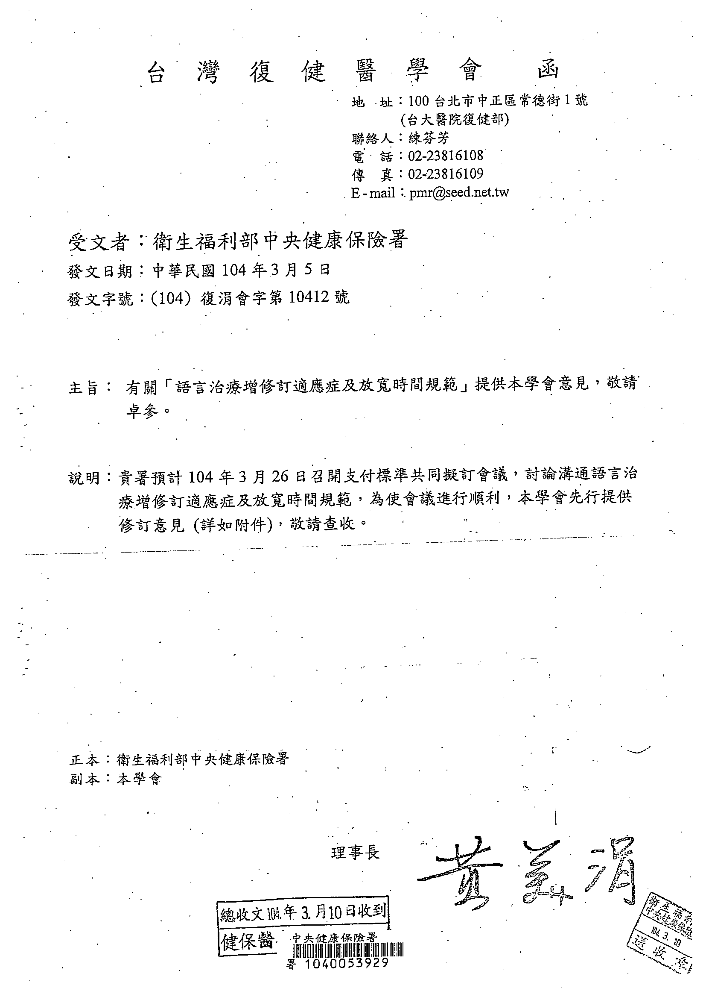 台灣復健醫學會 函
地 址：100 台北市中正區常德街 1 號
(台大醫院復健部)
聯絡人：練芬芳
電 話：02-23816108
傳 真：02-23816109
E-mail：pmr@seed.net.tw
受文者：衛生福利部中央健康保險署
發文日期：中華民國 104 年 3 月 5 日
發文字號：(104) 復涓會字第 10412 號
主旨： 有關「語言治療增修訂適應症及放寬時間規範」提供本學會意見，敬請
卓參。
說明：貴署預計 104 年 3 月 26 日召開支付標準共同擬訂會議，討論溝通語言治
療增修訂適應症及放寬時間規範，為使會議進行順利，本學會先行提供
修訂意見 (詳如附件)，敬請查收。
正本：衛生福利部中央健康保險署
副本：本學會
理事長 黃美涓
總收文104.年 3.月10日收到
健保醫
中央健康保險署
署 1040053929
衛生福利
中央健康保險
104. 3. 10
送收